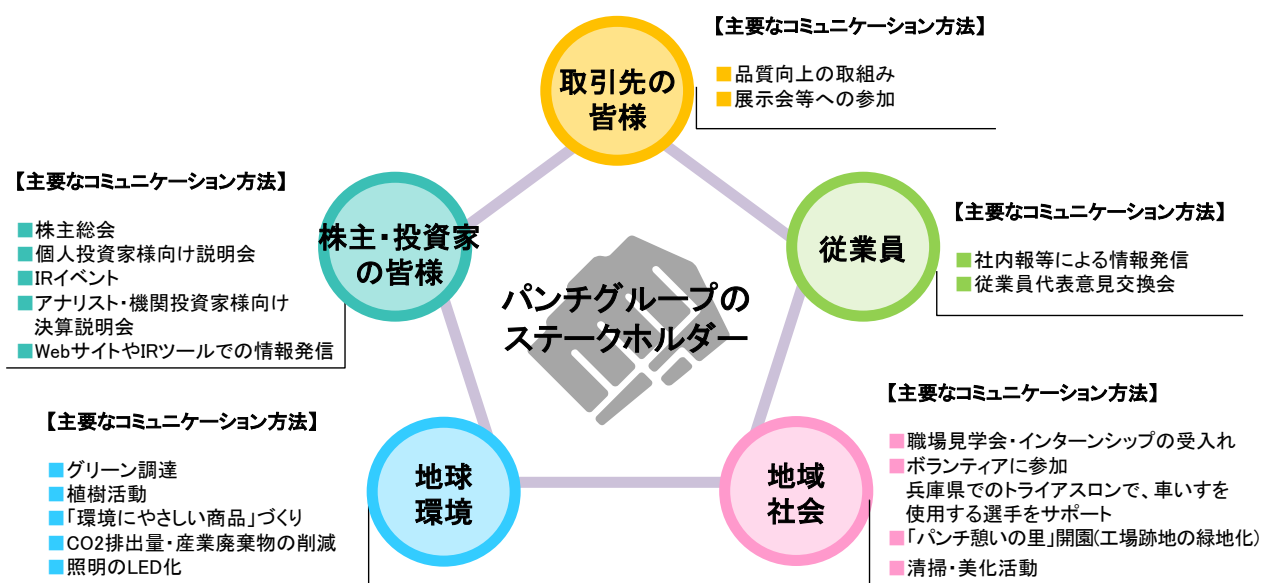 【主要なコミュニケーション方法】
■品質向上の取組み
■展示会等への参加
取引先の
皆様
【主要なコミュニケーション方法】
■株主総会
■個人投資家様向け説明会
■IRイベント
■アナリスト・機関投資家様向け
決算説明会
■WebサイトやIRツールでの情報発信
株主・投資家
の皆様
従業員
【主要なコミュニケーション方法】
■社内報等による情報発信
■従業員代表意見交換会
パンチグループの
ステークホルダー
【主要なコミュニケーション方法】
■グリーン調達
■植樹活動
■「環境にやさしい商品」づくり
■CO2排出量・産業廃棄物の削減
■照明のLED化
地球
環境
地域
社会
【主要なコミュニケーション方法】
■職場見学会・インターンシップの受入れ
■ボランティアに参加
兵庫県でのトライアスロンで、車いすを
使用する選手をサポート
■「パンチ憩いの里」開園(工場跡地の緑地化)
■清掃・美化活動